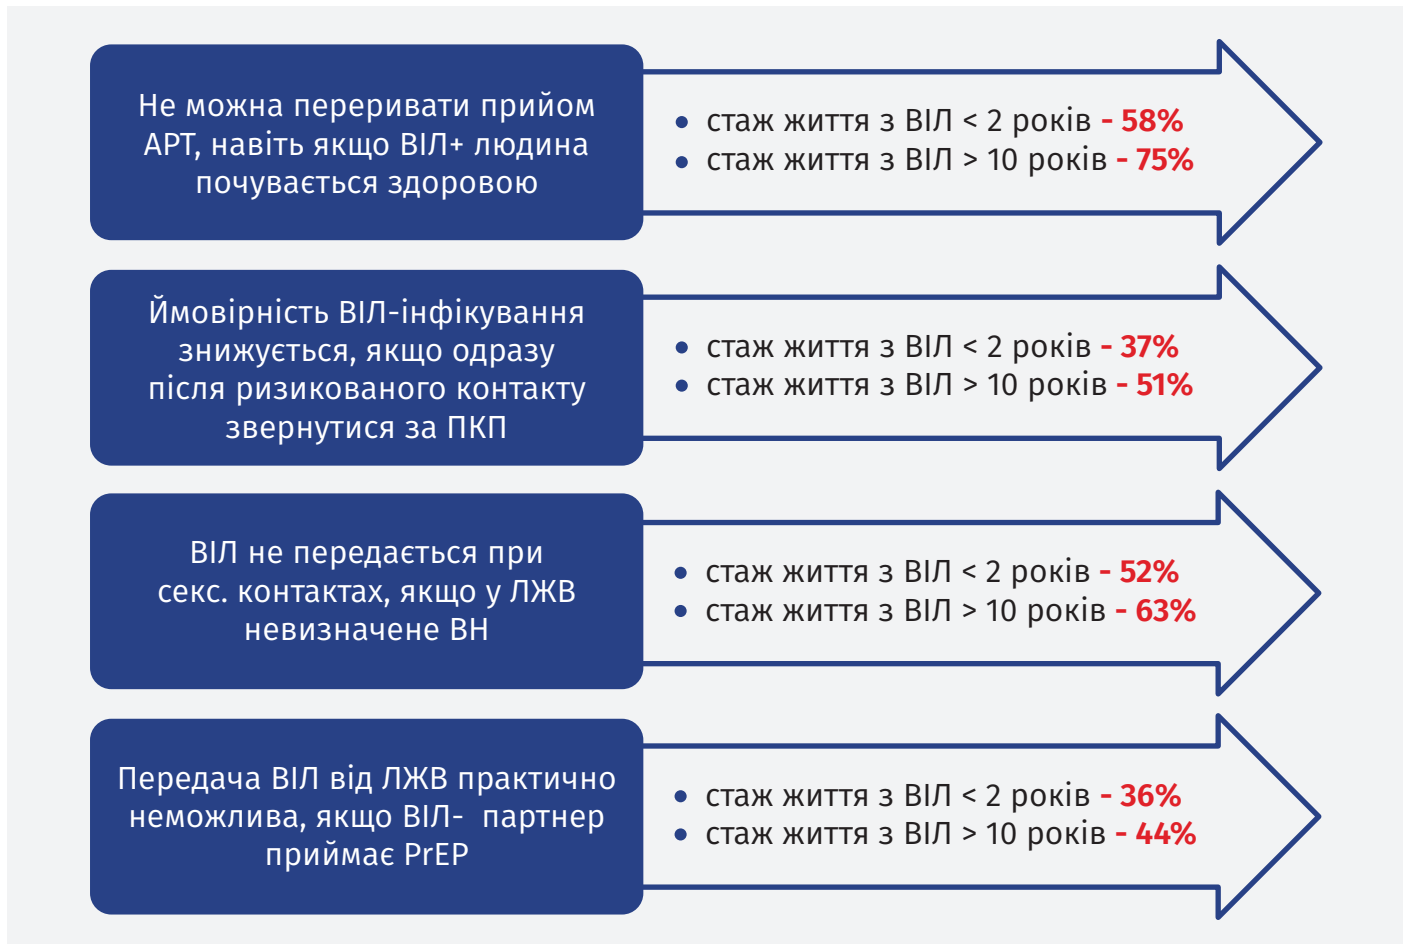 Не можна переривати прийом
АРТ, навіть якщо ВІЛ+ людина
почувається здоровою
• стаж життя з ВІЛ < 2 років - 58%
• стаж життя з ВІЛ > 10 років - 75%
Ймовірність ВІЛ-інфікування
знижується, якщо одразу
після ризикованого контакту
звернутися за ПКП
• стаж життя з ВІЛ < 2 років - 37%
• стаж життя з ВІЛ > 10 років - 51%
ВІЛ не передається при
секс. контактах, якщо у ЛЖВ
невизначене ВН
• стаж життя з ВІЛ < 2 років - 52%
• стаж життя з ВІЛ > 10 років - 63%
Передача ВІЛ від ЛЖВ практично
неможлива, якщо ВІЛ- партнер
приймає PrEP
• стаж життя з ВІЛ < 2 років - 36%
• стаж життя з ВІЛ > 10 років - 44%